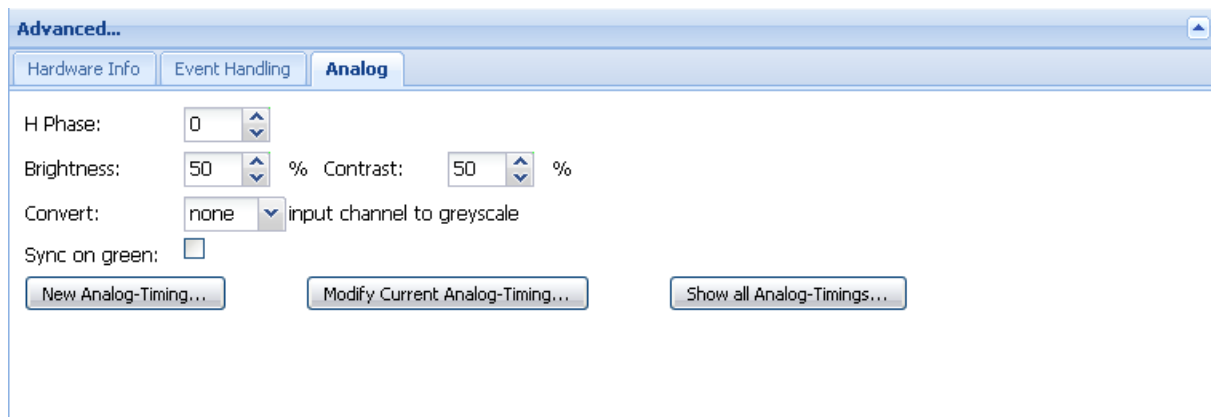 Advanced...
Hardware Info Event Handling Analog
H Phase: 0
Brightness: 50 % Contrast: 50 %
Convert: none input channel to greyscale
Sync on green:
New Analog-Timing... Modify Current Analog-Timing... Show all Analog-Timings...